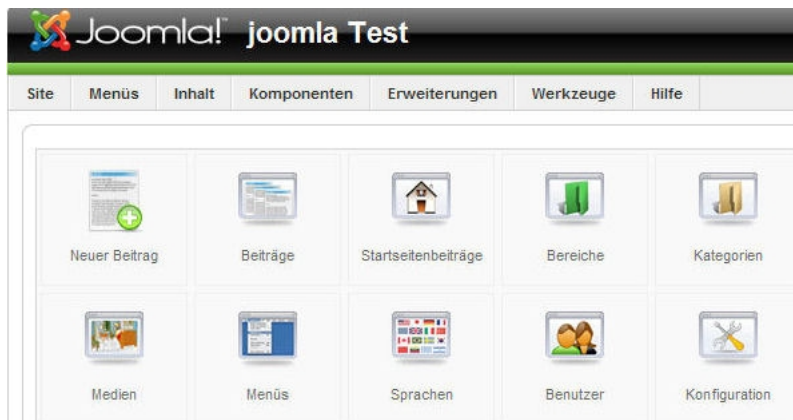 Joomla! joomla Test
Site Menüs Inhalt Komponenten Erweiterungen Werkzeuge Hilfe
Neuer Beitrag Beiträge Startseitenbeiträge Bereiche Kategorien
Medien Menüs Sprachen Benutzer Konfiguration